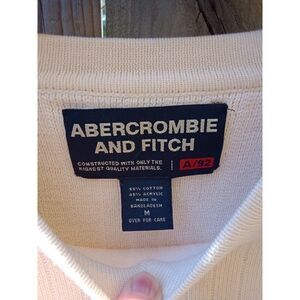 ABERCROMBIE
AND FITCH
CONSTRUCTED WITH ONLY THE
HIGHEST QUALITY MATERIALS.
A/92
55% COTTON
45% ACRYLIC
MADE IN
BANGLADESH
M
OVER FOR CARE